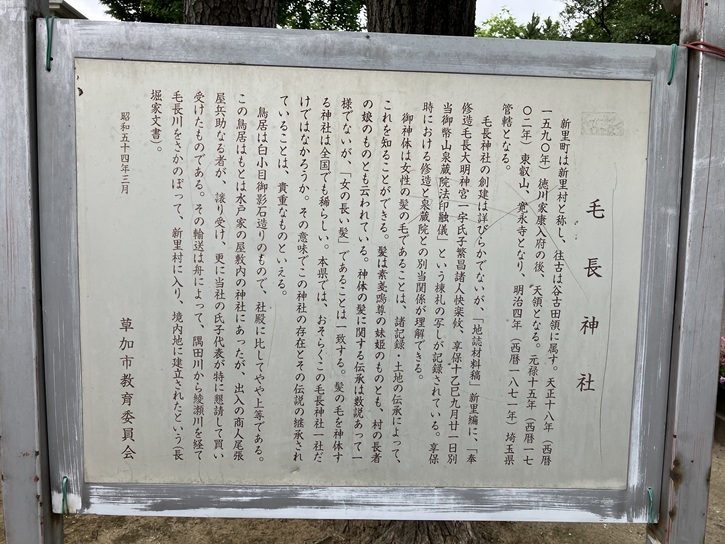 毛長神社
新里町は新里村と称し、往古は谷古田領に属す。天正十八年（西暦
一五九〇年）徳川家康入府の後、天領となる。元禄十五年（西暦一七
〇二年）東叡山、寛永寺となり、明治四年（西暦一八七一年）埼玉県
管轄となる。
毛長神社の創建は詳びらかでないが、「地誌材料稿」新里編に、「奉
修造毛長大明神宮一宇氏子繁昌諸人快楽攸、享保十乙巳九月廿一日別
当御幣山泉蔵院法印融儀」という棟札の写しが記録されている。享保
時における修造と泉蔵院との別当関係が理解できる。
御神体は女性の髪の毛であることは、諸記録・土地の伝承によって、
これを知ることができる。髪は素戔嗚尊の妹姫のものとも、村の長者
の娘のものとも云われている。神体の髪に関する伝承は数説あって一
様でないが、「女の長い髪」であることは一致する。髪の毛を神体す
る神社は全国でも稀らしい。本県では、おそらくこの毛長神社一社だ
けではなかろうか。その意味でこの神社の存在とその伝説の継承され
ていることは、貴重なものといえる。
鳥居は白小目御影石造りのもので、社殿に比してやや上等である。
この鳥居はもとは水戸家の屋敷内の神社にあったが、出入の商人尾張
屋兵助なる者が、譲り受け、更に当社の氏子代表が特に懇請して買い
受けたものである。その輸送は舟によって、隅田川から綾瀬川を経て
毛長川をさかのぼって、新里村に入り、境内地に建立されたという（長
堀家文書）。
昭和五十四年三月
草加市教育委員会